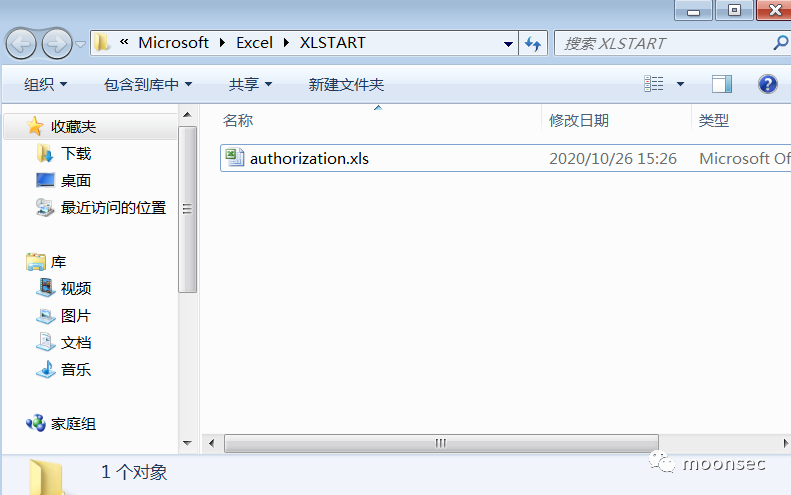 « Microsoft Excel XLSTART
搜索 XLSTART
组织 包含到库中 共享 新建文件夹
收藏夹
下载
桌面
最近访问的位置
库
视频
图片
文档
音乐
家庭组
名称 修改日期 类型
authorization.xls 2020/10/26 15:26 Microsoft Of
1 个对象
moonsec